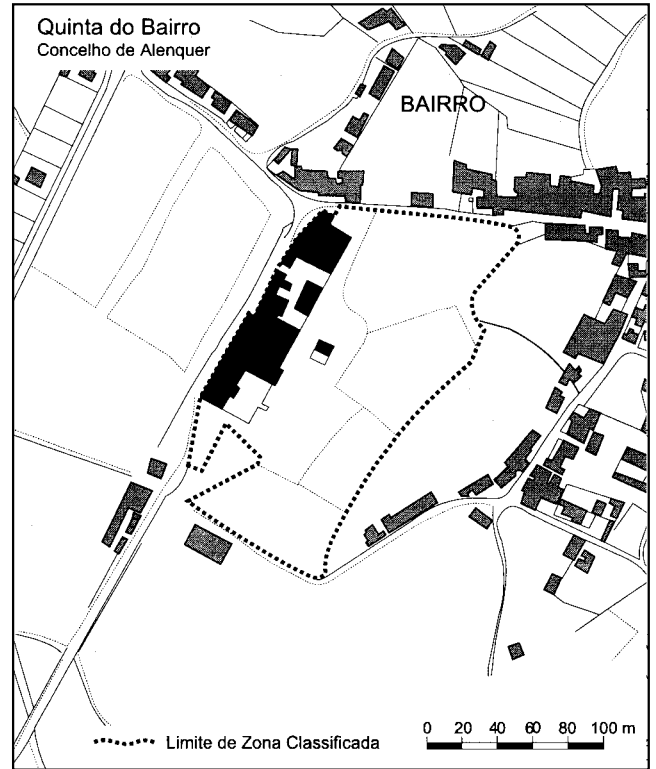 Quinta do Bairro
Concelho de Alenquer
BAIRRO
Limite de Zona Classificada
0 20 40 60 80 100 m